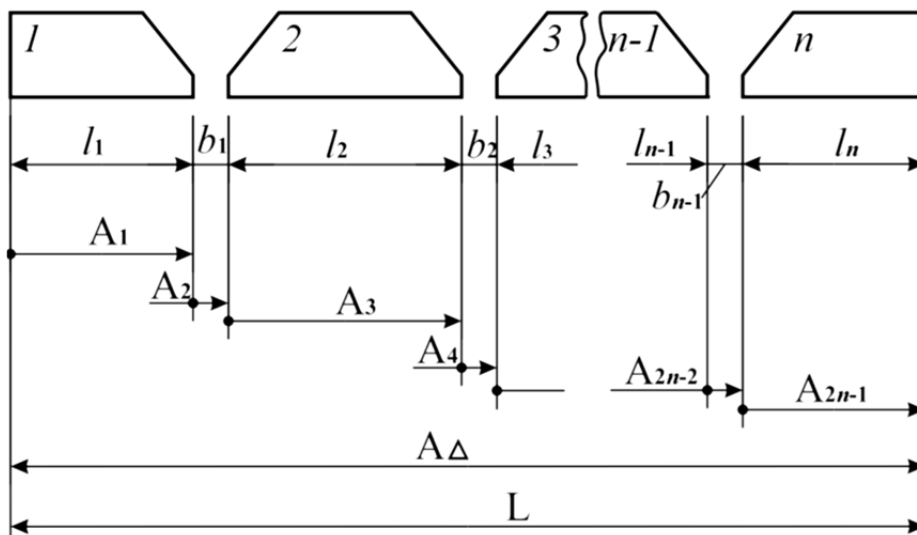 1 2 3 n-1 n
l1 b1 l2 b2 l3 ln-1 ln
bn-1
A1
A2 A3
A4 A2n-2 A2n-1
A△
L